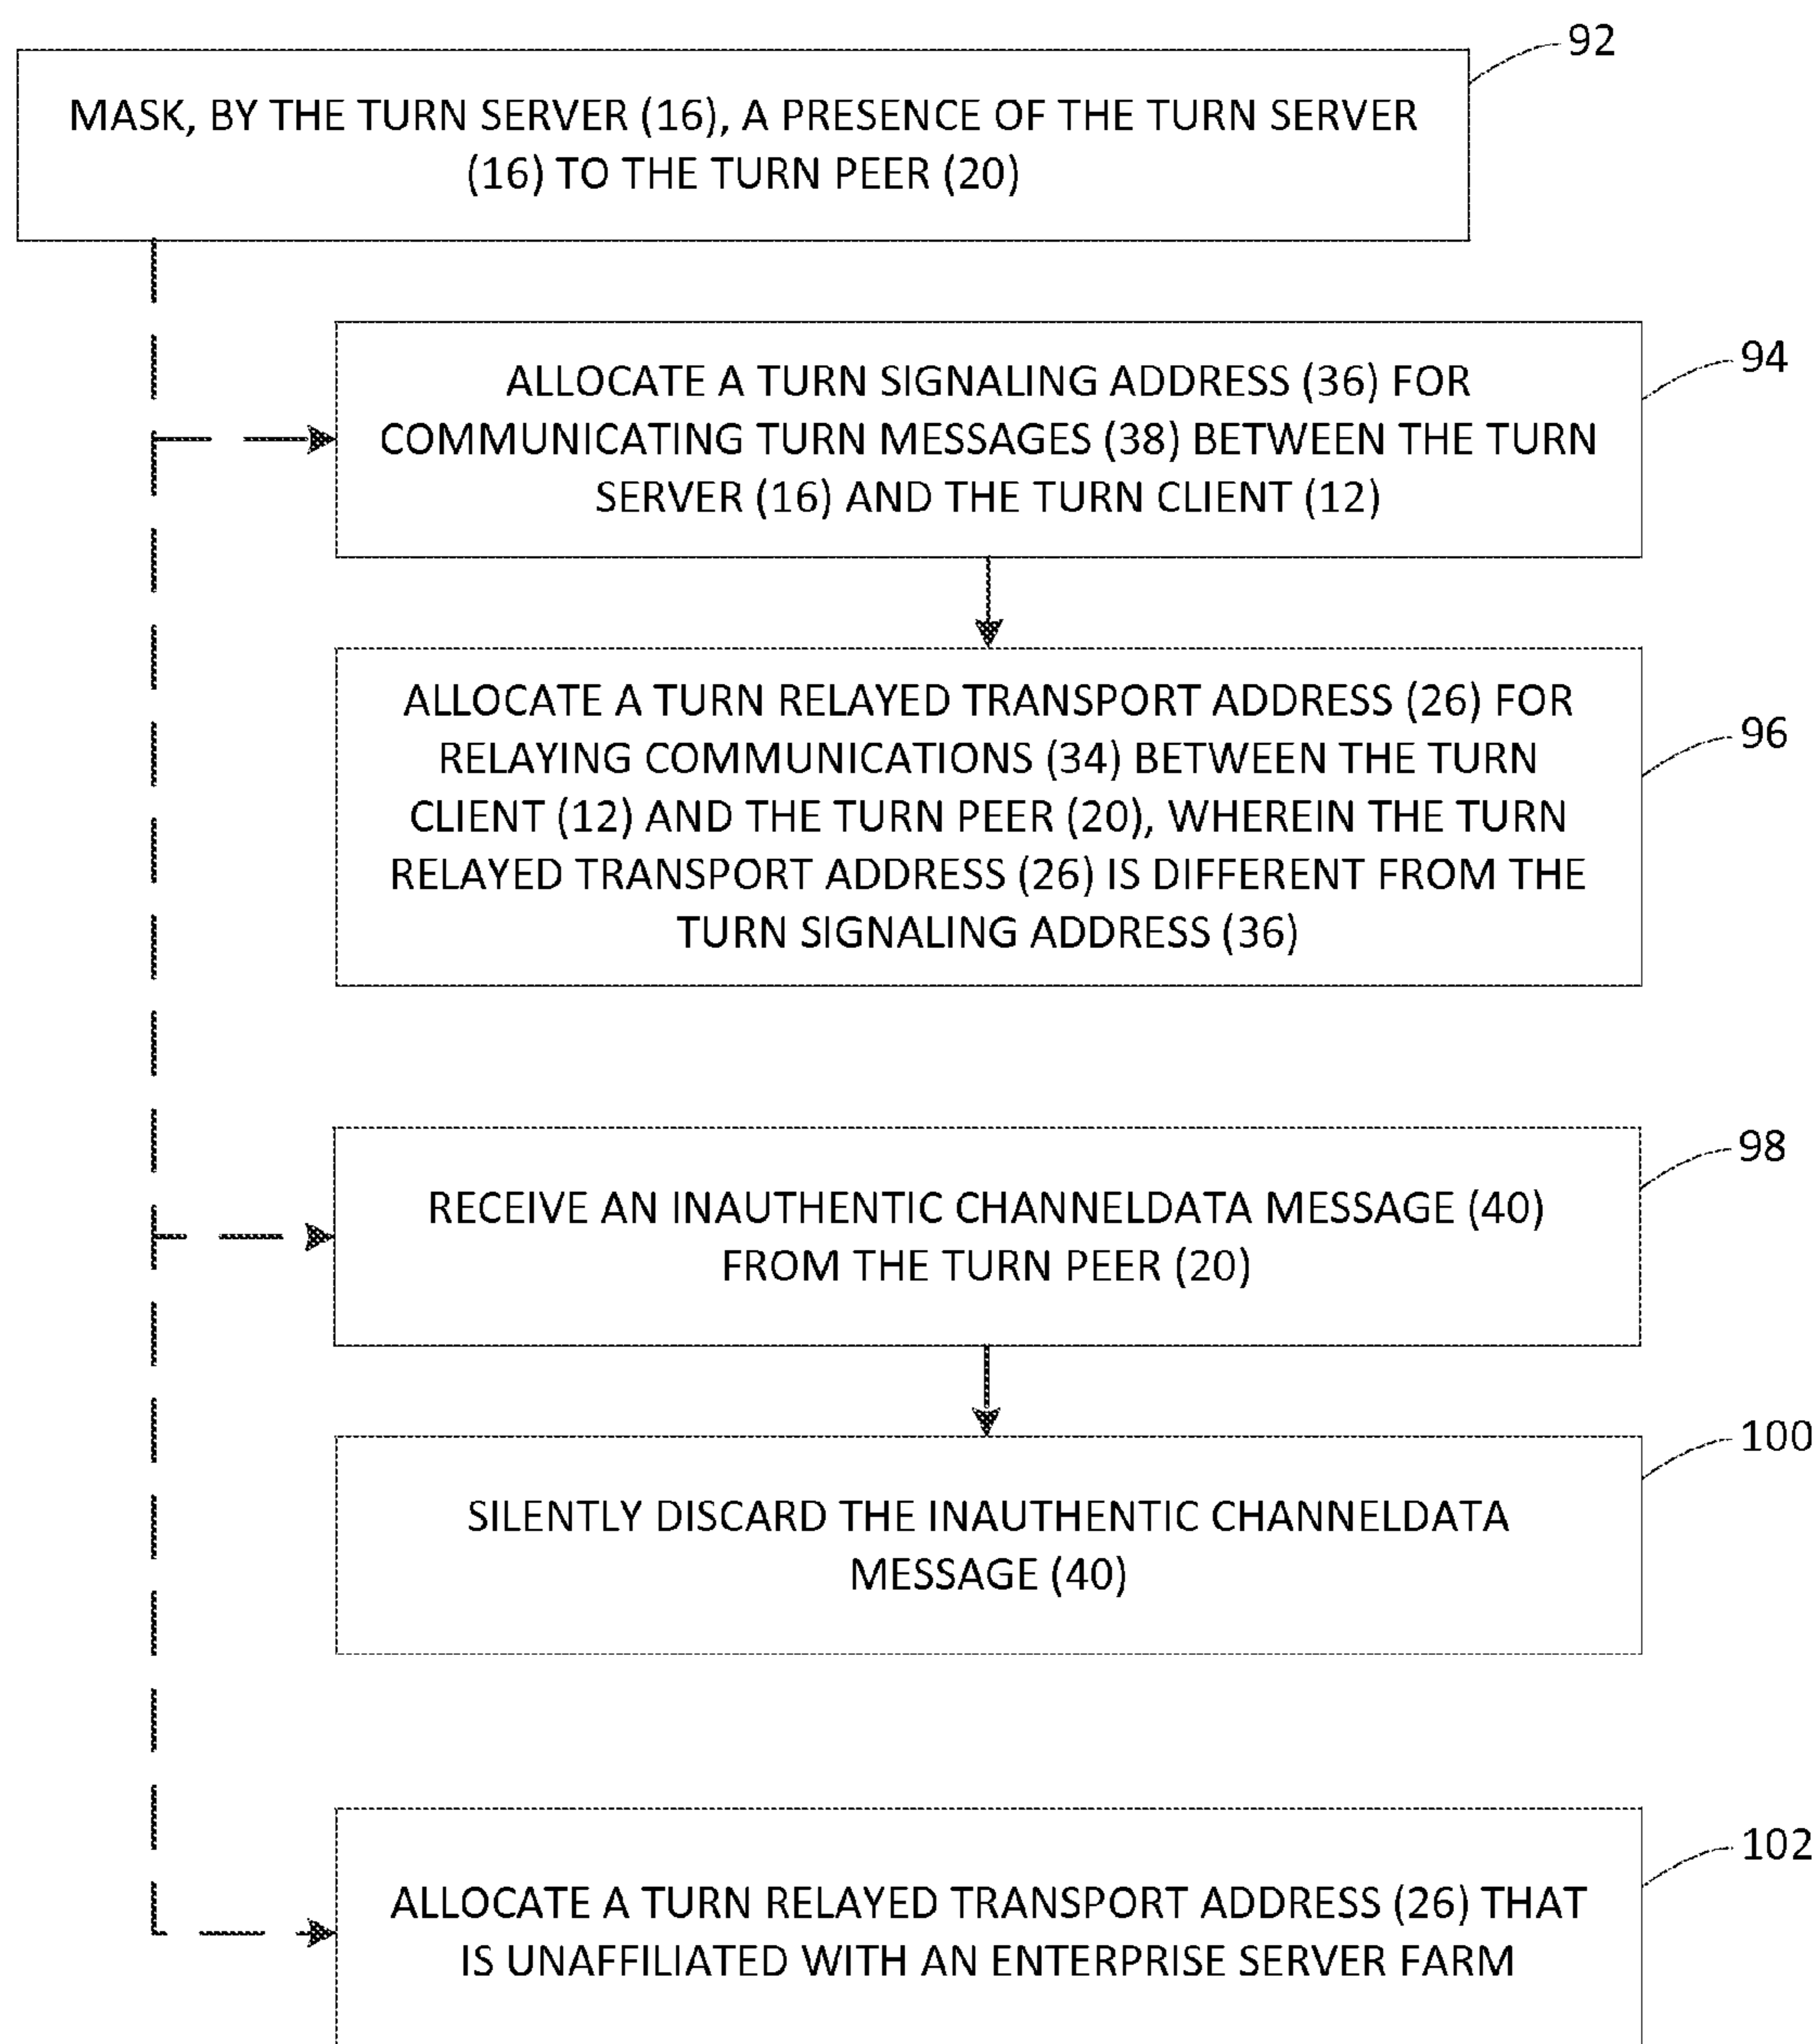 92
MASK, BY THE TURN SERVER (16), A PRESENCE OF THE TURN SERVER
(16) TO THE TURN PEER (20)
94
ALLOCATE A TURN SIGNALING ADDRESS (36) FOR
COMMUNICATING TURN MESSAGES (38) BETWEEN THE TURN
SERVER (16) AND THE TURN CLIENT (12)
96
ALLOCATE A TURN RELAYED TRANSPORT ADDRESS (26) FOR
RELAYING COMMUNICATIONS (34) BETWEEN THE TURN
CLIENT (12) AND THE TURN PEER (20), WHEREIN THE TURN
RELAYED TRANSPORT ADDRESS (26) IS DIFFERENT FROM THE
TURN SIGNALING ADDRESS (36)
98
RECEIVE AN INAUTHENTIC CHANNELDATA MESSAGE (40)
FROM THE TURN PEER (20)
100
SILENTLY DISCARD THE INAUTHENTIC CHANNELDATA
MESSAGE (40)
102
ALLOCATE A TURN RELAYED TRANSPORT ADDRESS (26) THAT
IS UNAFFILIATED WITH AN ENTERPRISE SERVER FARM